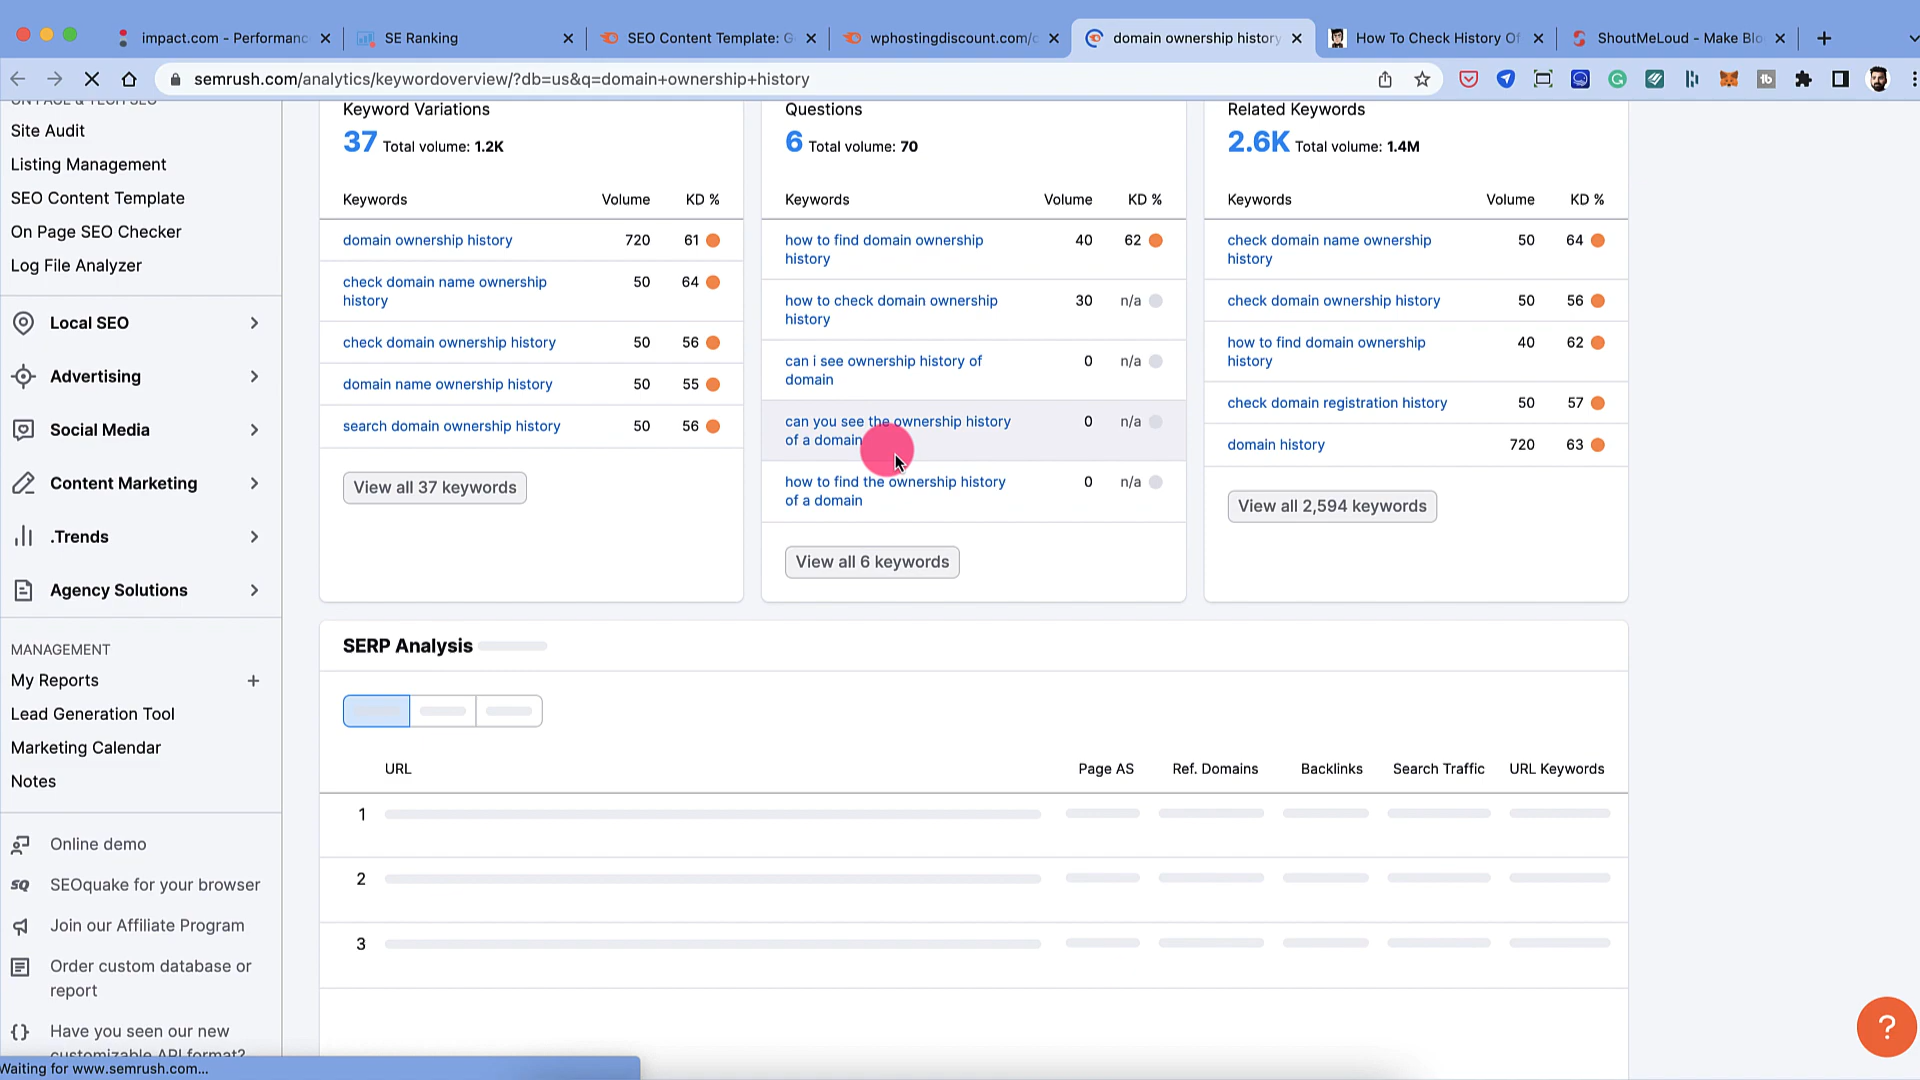 impact.com - Performanc
SE Ranking
SEO Content Template: G
wphostingdiscount.com/c
domain ownership history
How To Check History Of
ShoutMeLoud - Make Blo
semrush.com/analytics/keywordoverview/?db=us&q=domain+ownership+history
ON PAGE & TECH SEO
Site Audit
Listing Management
SEO Content Template
On Page SEO Checker
Log File Analyzer
Local SEO
Advertising
Social Media
Content Marketing
.Trends
Agency Solutions
MANAGEMENT
My Reports +
Lead Generation Tool
Marketing Calendar
Notes
Online demo
SQ SEOquake for your browser
Join our Affiliate Program
Order custom database or
report
{} Have you seen our new
customizable API format?
Waiting for www.semrush.com...
Keyword Variations
37 Total volume: 1.2K
Keywords Volume KD %
domain ownership history 720 61
check domain name ownership 50 64
history
check domain ownership history 50 56
domain name ownership history 50 55
search domain ownership history 50 56
View all 37 keywords
Questions
6 Total volume: 70
Keywords Volume KD %
how to find domain ownership 40 62
history
how to check domain ownership 30 n/a
history
can i see ownership history of 0 n/a
domain
can you see the ownership history 0 n/a
of a domain
how to find the ownership history 0 n/a
of a domain
View all 6 keywords
Related Keywords
2.6K Total volume: 1.4M
Keywords Volume KD %
check domain name ownership 50 64
history
check domain ownership history 50 56
how to find domain ownership 40 62
history
check domain registration history 50 57
domain history 720 63
View all 2,594 keywords
SERP Analysis
URL Page AS Ref. Domains Backlinks Search Traffic URL Keywords
1
2
3
?